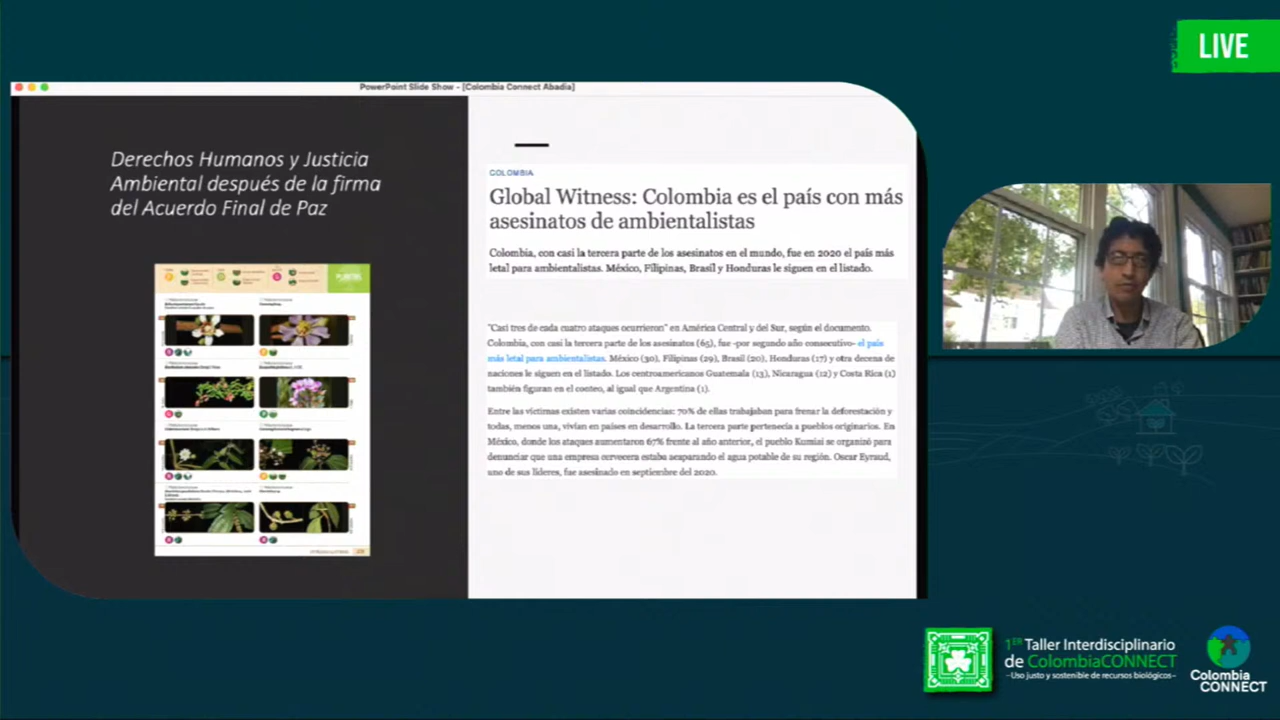 LIVE
PowerPoint Slide Show - [Colombia Connect Abadia]
Derechos Humanos y Justicia
Ambiental después de la firma
del Acuerdo Final de Paz
COLOMBIA
Global Witness: Colombia es el país con más
asesinatos de ambientalistas
Colombia, con casi la tercera parte de los asesinatos en el mundo, fue en 2020 el país más
letal para ambientalistas. México, Filipinas, Brasil y Honduras le siguen en el listado.
"Casi tres de cada cuatro ataques ocurrieron" en América Central y del Sur, según el documento.
Colombia, con casi la tercera parte de los asesinatos (65), fue -por segundo año consecutivo- el país
más letal para ambientalistas. México (30), Filipinas (29), Brasil (20), Honduras (17) y otra decena de
naciones le siguen en el listado. Los centroamericanos Guatemala (13), Nicaragua (12) y Costa Rica (1)
también figuran en el conteo, al igual que Argentina (1).
Entre las víctimas existen varias coincidencias: 70% de ellas trabajaban para frenar la deforestación y
todas, menos una, vivían en países en desarrollo. La tercera parte pertenecía a pueblos originarios. En
México, donde los ataques aumentaron 67% frente al año anterior, el pueblo Kumiai se organizó para
denunciar que una empresa cervecera estaba acaparando el agua potable de su región. Oscar Eyraud,
uno de sus líderes, fue asesinado en septiembre del 2020.
1ER Taller Interdisciplinario
de ColombiaCONNECT
-Uso justo y sostenible de recursos biológicos-
Colombia
CONNECT